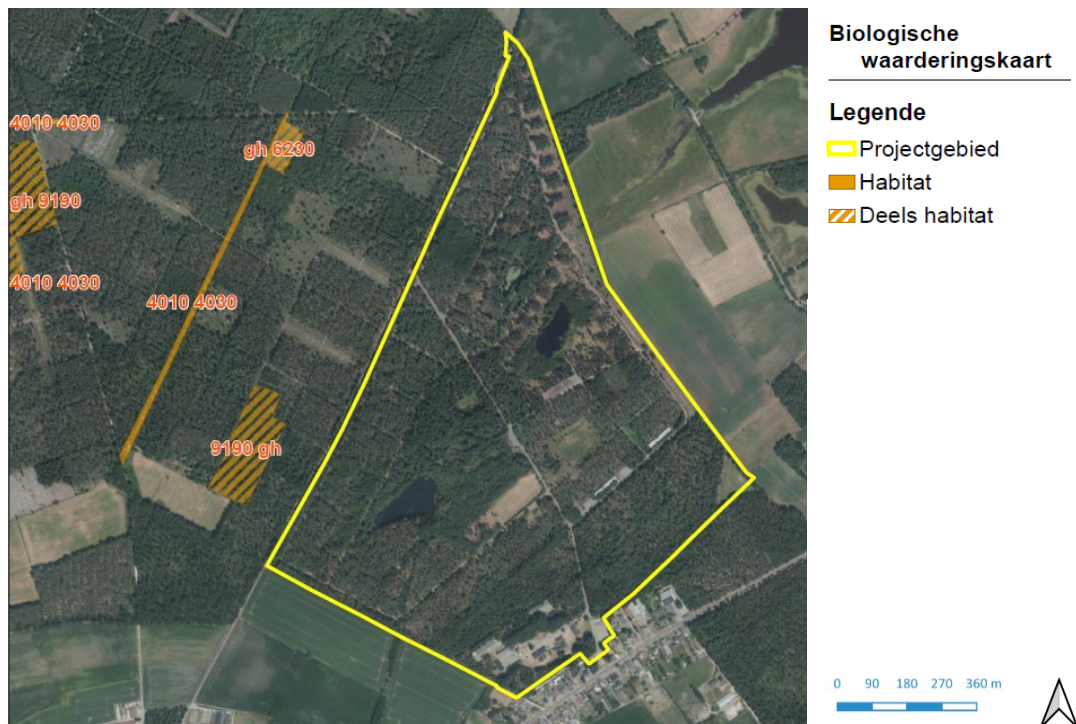 4010 4030
gh 6230
gh 9190
4010 4030
4010 4030
9190 gh
Biologische
waarderingskaart
Legende
Projectgebied
Habitat
Deels habitat
0 90 180 270 360 m